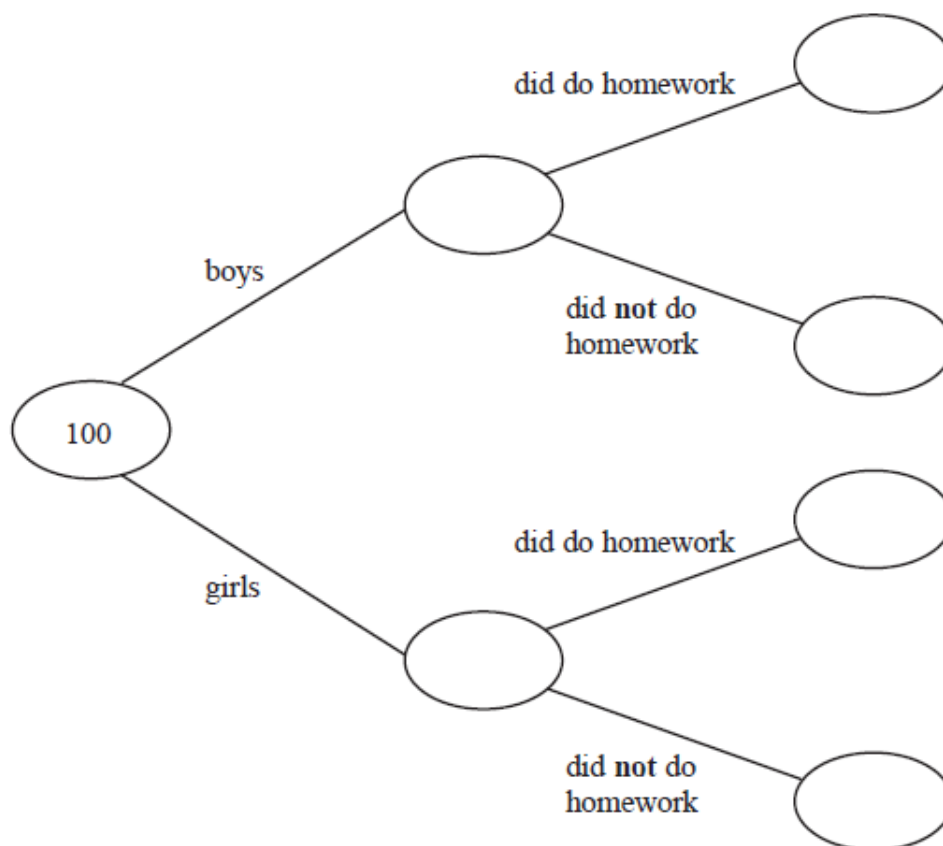 did do homework
boys
did not do
homework
100
did do homework
girls
did not do
homework